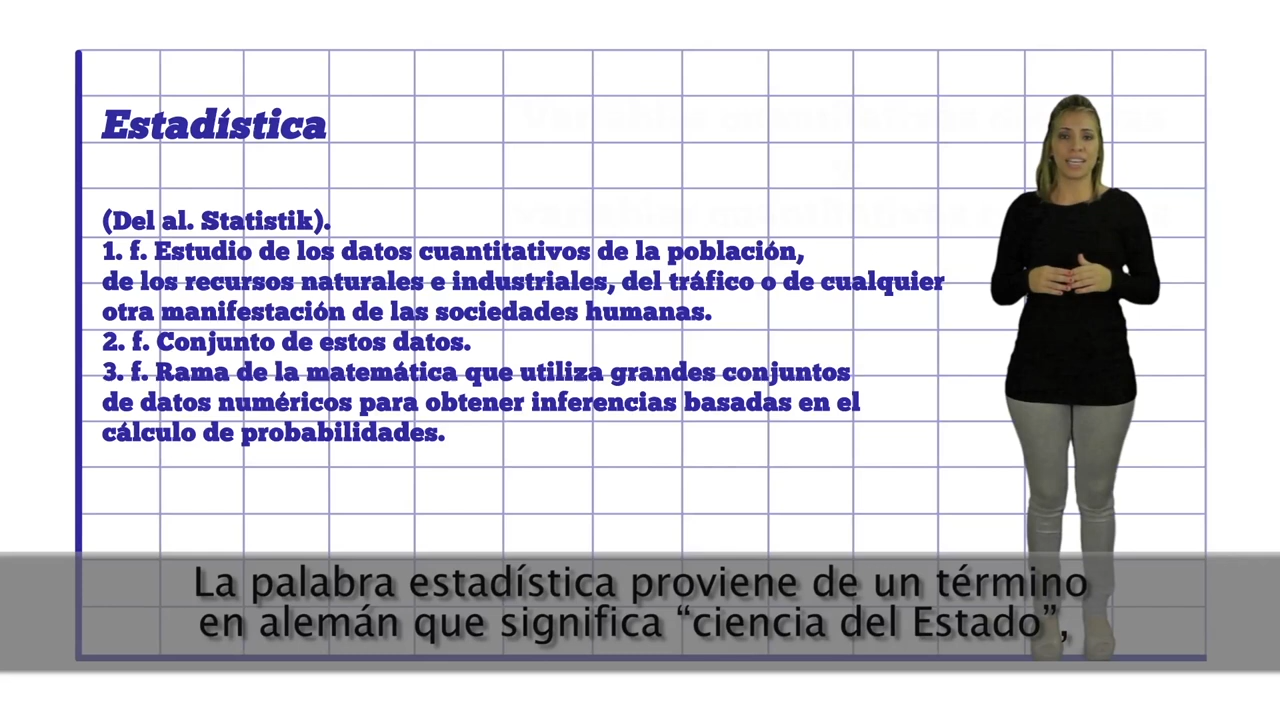 Estadística
(Del al. Statistik).
1. f. Estudio de los datos cuantitativos de la población,
de los recursos naturales e industriales, del tráfico o de cualquier
otra manifestación de las sociedades humanas.
2. f. Conjunto de estos datos.
3. f. Rama de la matemática que utiliza grandes conjuntos
de datos numéricos para obtener inferencias basadas en el
cálculo de probabilidades.
La palabra estadística proviene de un término
en alemán que significa “ciencia del Estado”,